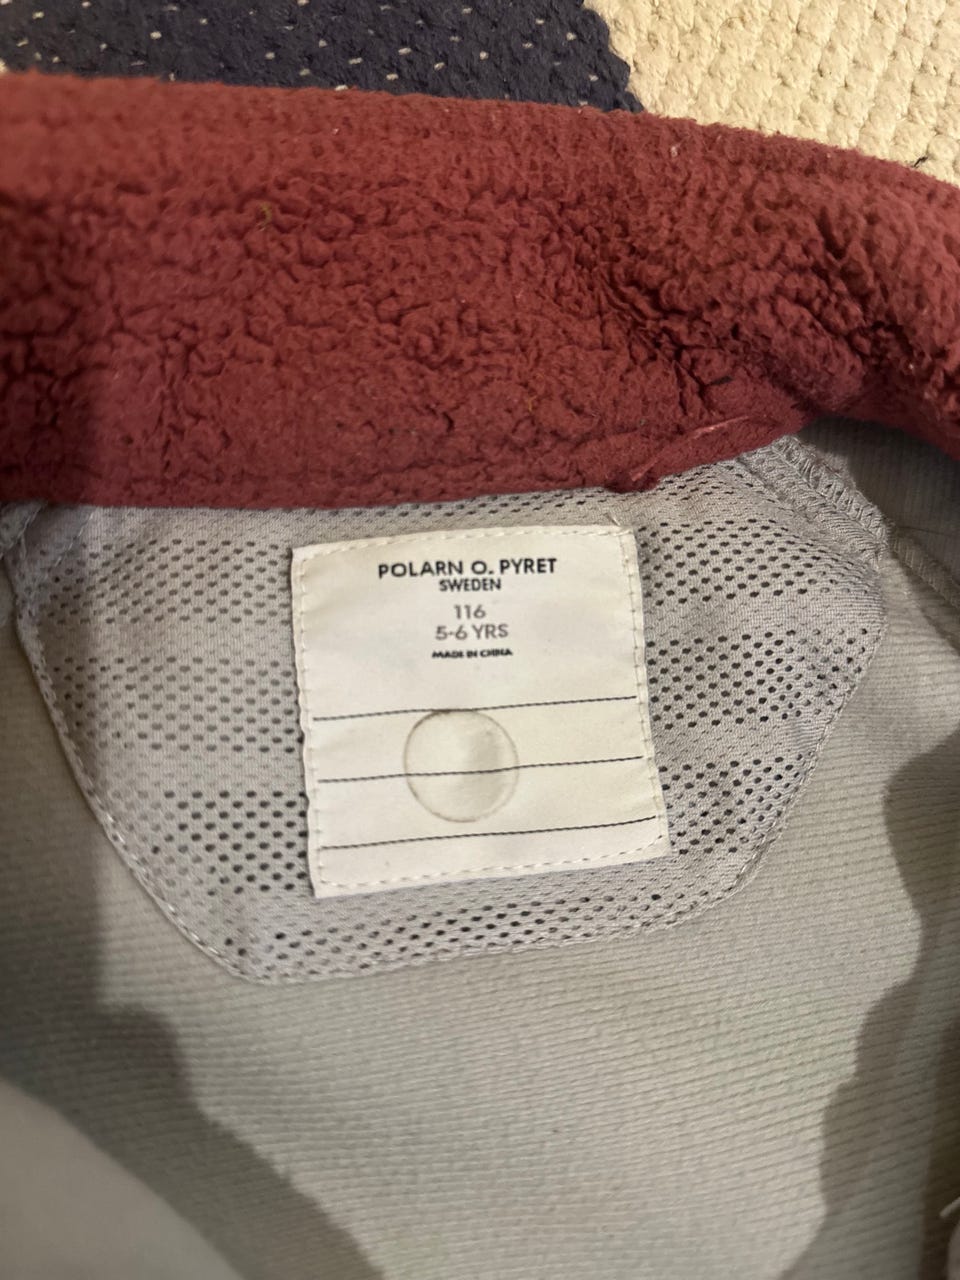 POLARN O. PYRET
SWEDEN
116
5-6 YRS
MADE IN CHINA